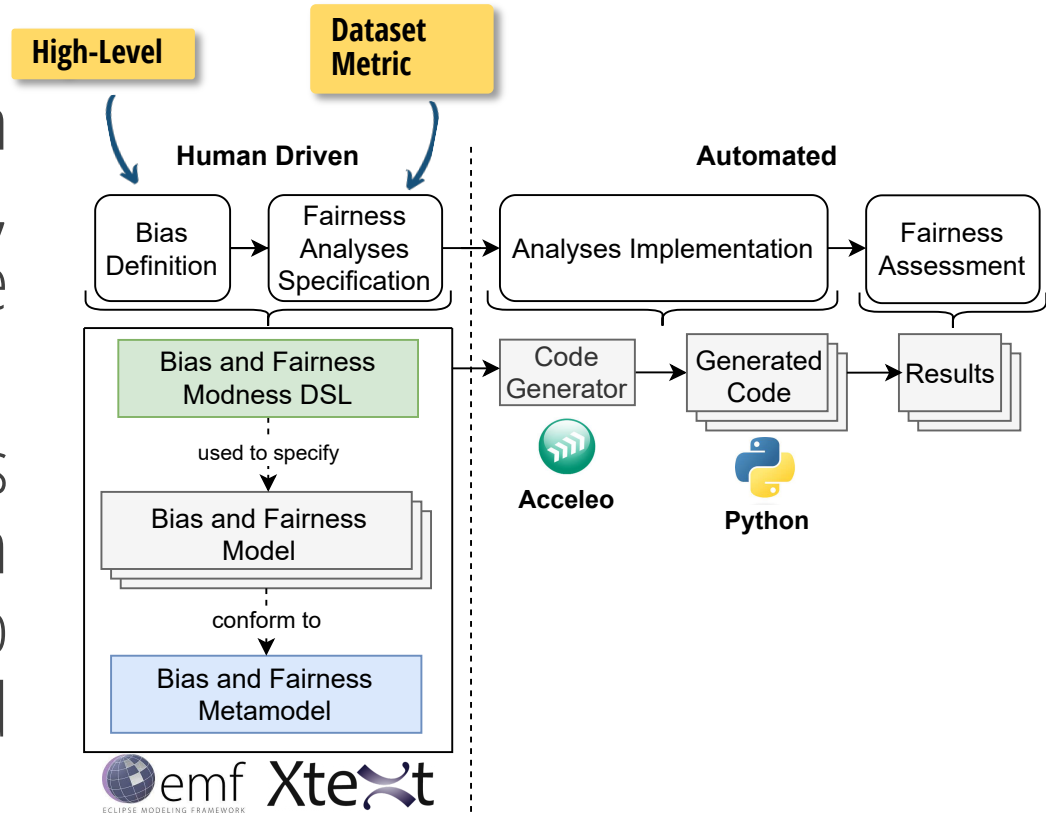 High-Level
Dataset
Metric
Human Driven
Automated
Bias
Definition
Fairness
Analyses
Specification
Analyses Implementation
Fairness
Assessment
Bias and Fairness
Modness DSL
used to specify
Bias and Fairness
Model
conform to
Bias and Fairness
Metamodel
Code
Generator
Generated
Code
Results
Acceleo
Python
emf
ECLIPSE MODELING FRAMEWORK
Xtext